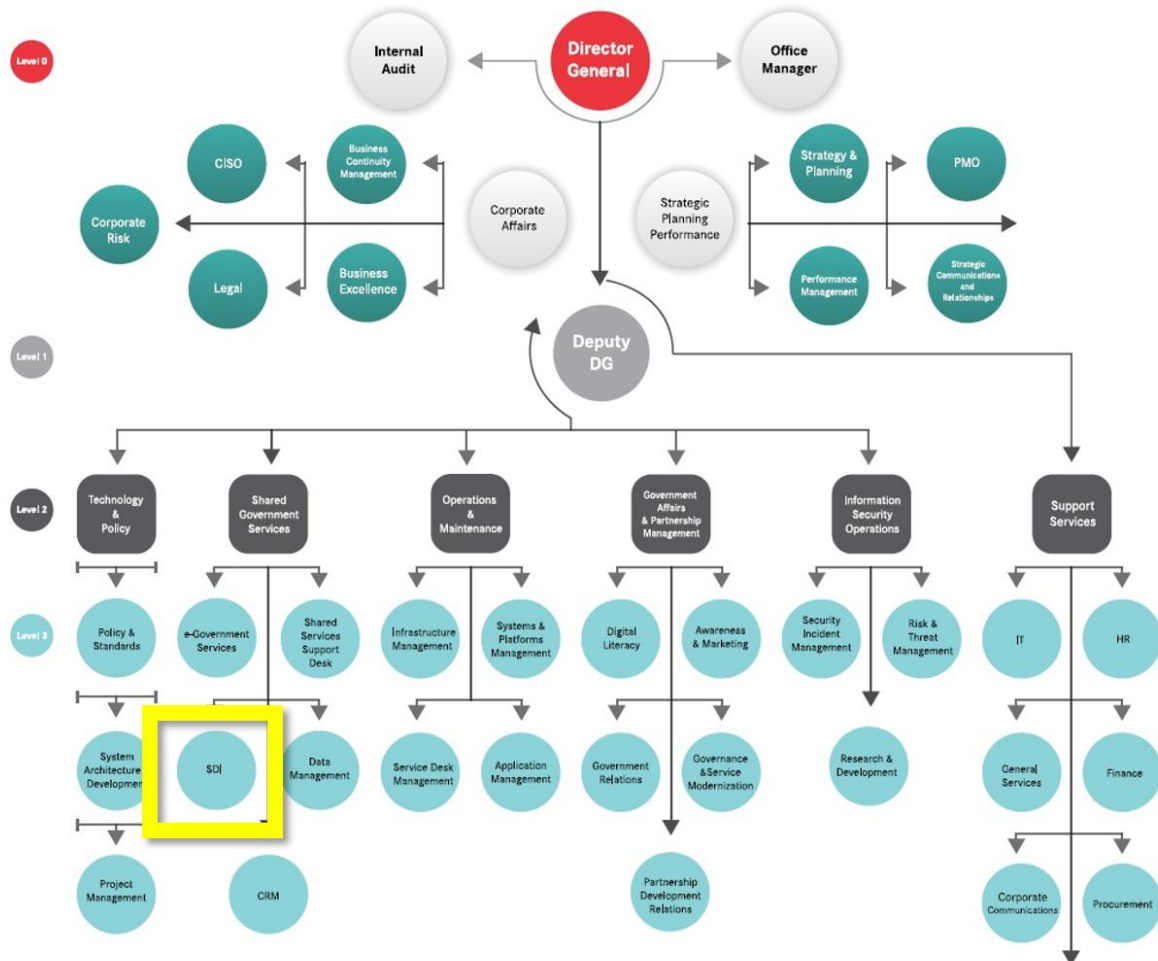 Level 0
Internal
Audit
Director
General
Office
Manager
CISO
Business
Continuity
Management
Strategy &
Planning
PMO
Corporate
Risk
Corporate
Affairs
Strategic
Planning
Performance
Legal
Business
Excellence
Performance
Management
Strategic
Communications
and
Relationships
Level 1
Deputy
DG
Level 2
Technology
&
Policy
Shared
Government
Services
Operations
&
Maintenance
Government
Affairs
& Partnership
Management
Information
Security
Operations
Support
Services
Level 3
Policy &
Standards
e-Government
Services
Shared
Services
Support
Desk
Infrastructure
Management
Systems &
Platforms
Management
Digital
Literacy
Awareness
& Marketing
Security
Incident
Management
Risk &
Threat
Management
IT
HR
System
Architecture
Development
SDI
Data
Management
Service Desk
Management
Application
Management
Government
Relations
Governance
&Service
Modernization
Research &
Development
General
Services
Finance
Project
Management
CRM
Partnership
Development
Relations
Corporate
Communications
Procurement